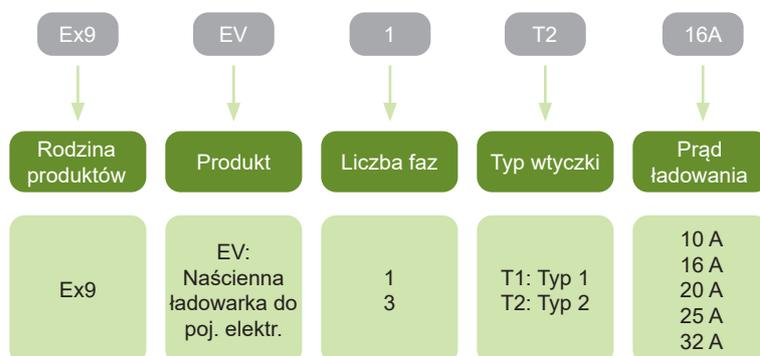 Ex9 EV 1 T2 16A
Rodzina produktów
Produkt
Liczba faz
Typ wtyczki
Prąd ładowania
Ex9
EV:
Naścienna
ładowarka do
poj. elektr.
1
3
T1: Typ 1
T2: Typ 2
10 A
16 A
20 A
25 A
32 A